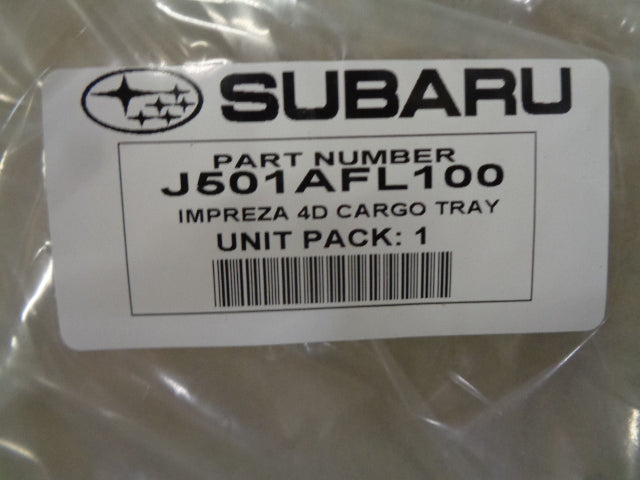 SUBARU
PART NUMBER
J501AFL100
IMPREZA 4D CARGO TRAY
UNIT PACK: 1